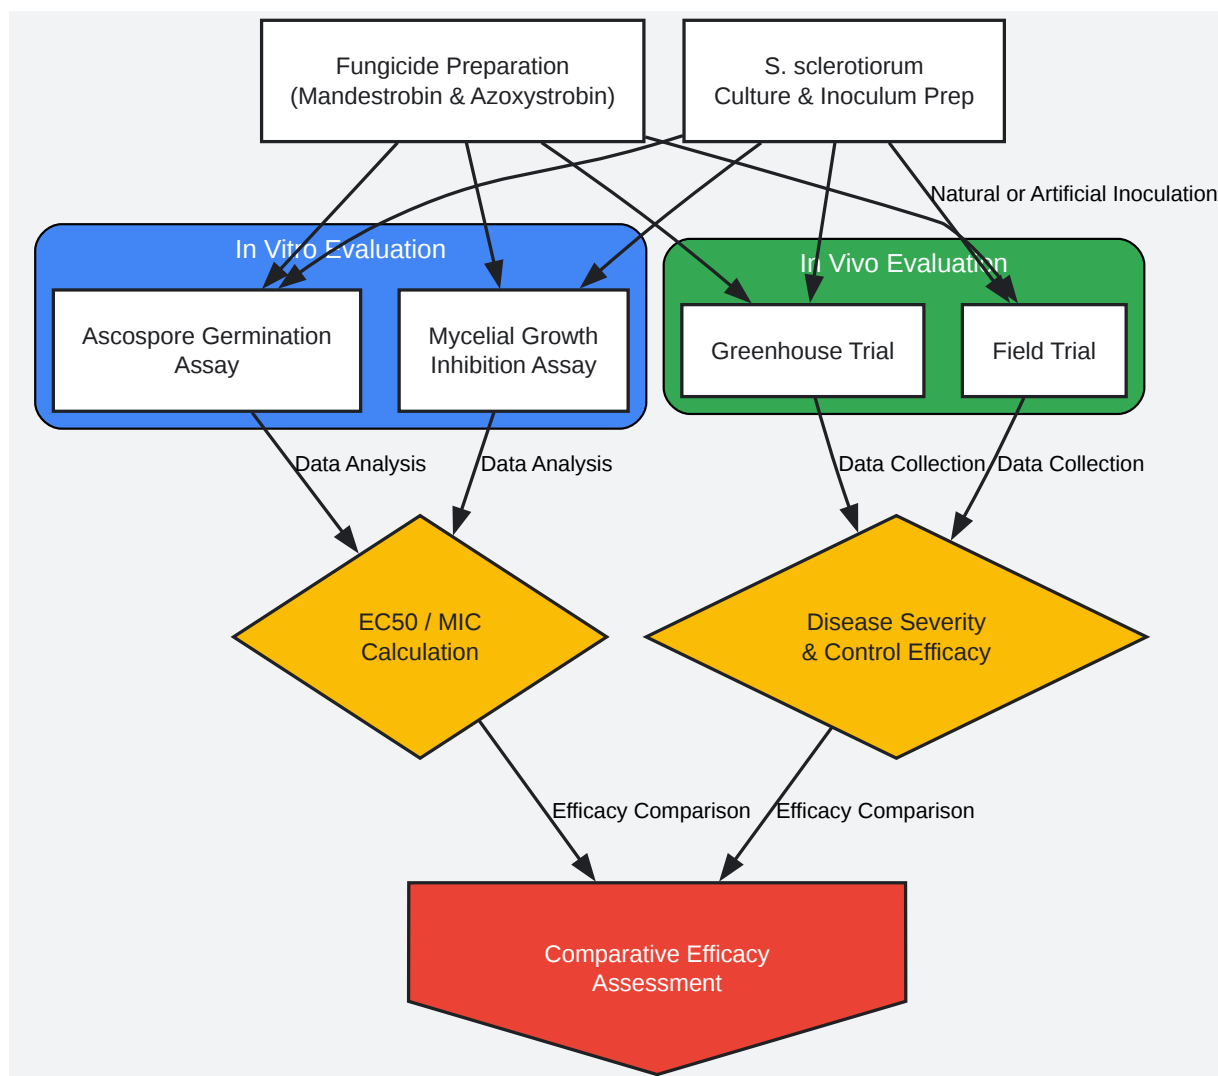 Fungicide Preparation
(Mandestrobin & Azoxystrobin)
S. sclerotiorum
Culture & Inoculum Prep
Natural or Artificial Inoculation
In Vitro Evaluation
In Vivo Evaluation
Ascospore Germination
Assay
Mycelial Growth
Inhibition Assay
Greenhouse Trial
Field Trial
Data Analysis
Data Analysis
Data Collection
Data Collection
EC50 / MIC
Calculation
Disease Severity
& Control Efficacy
Efficacy Comparison
Efficacy Comparison
Comparative Efficacy
Assessment